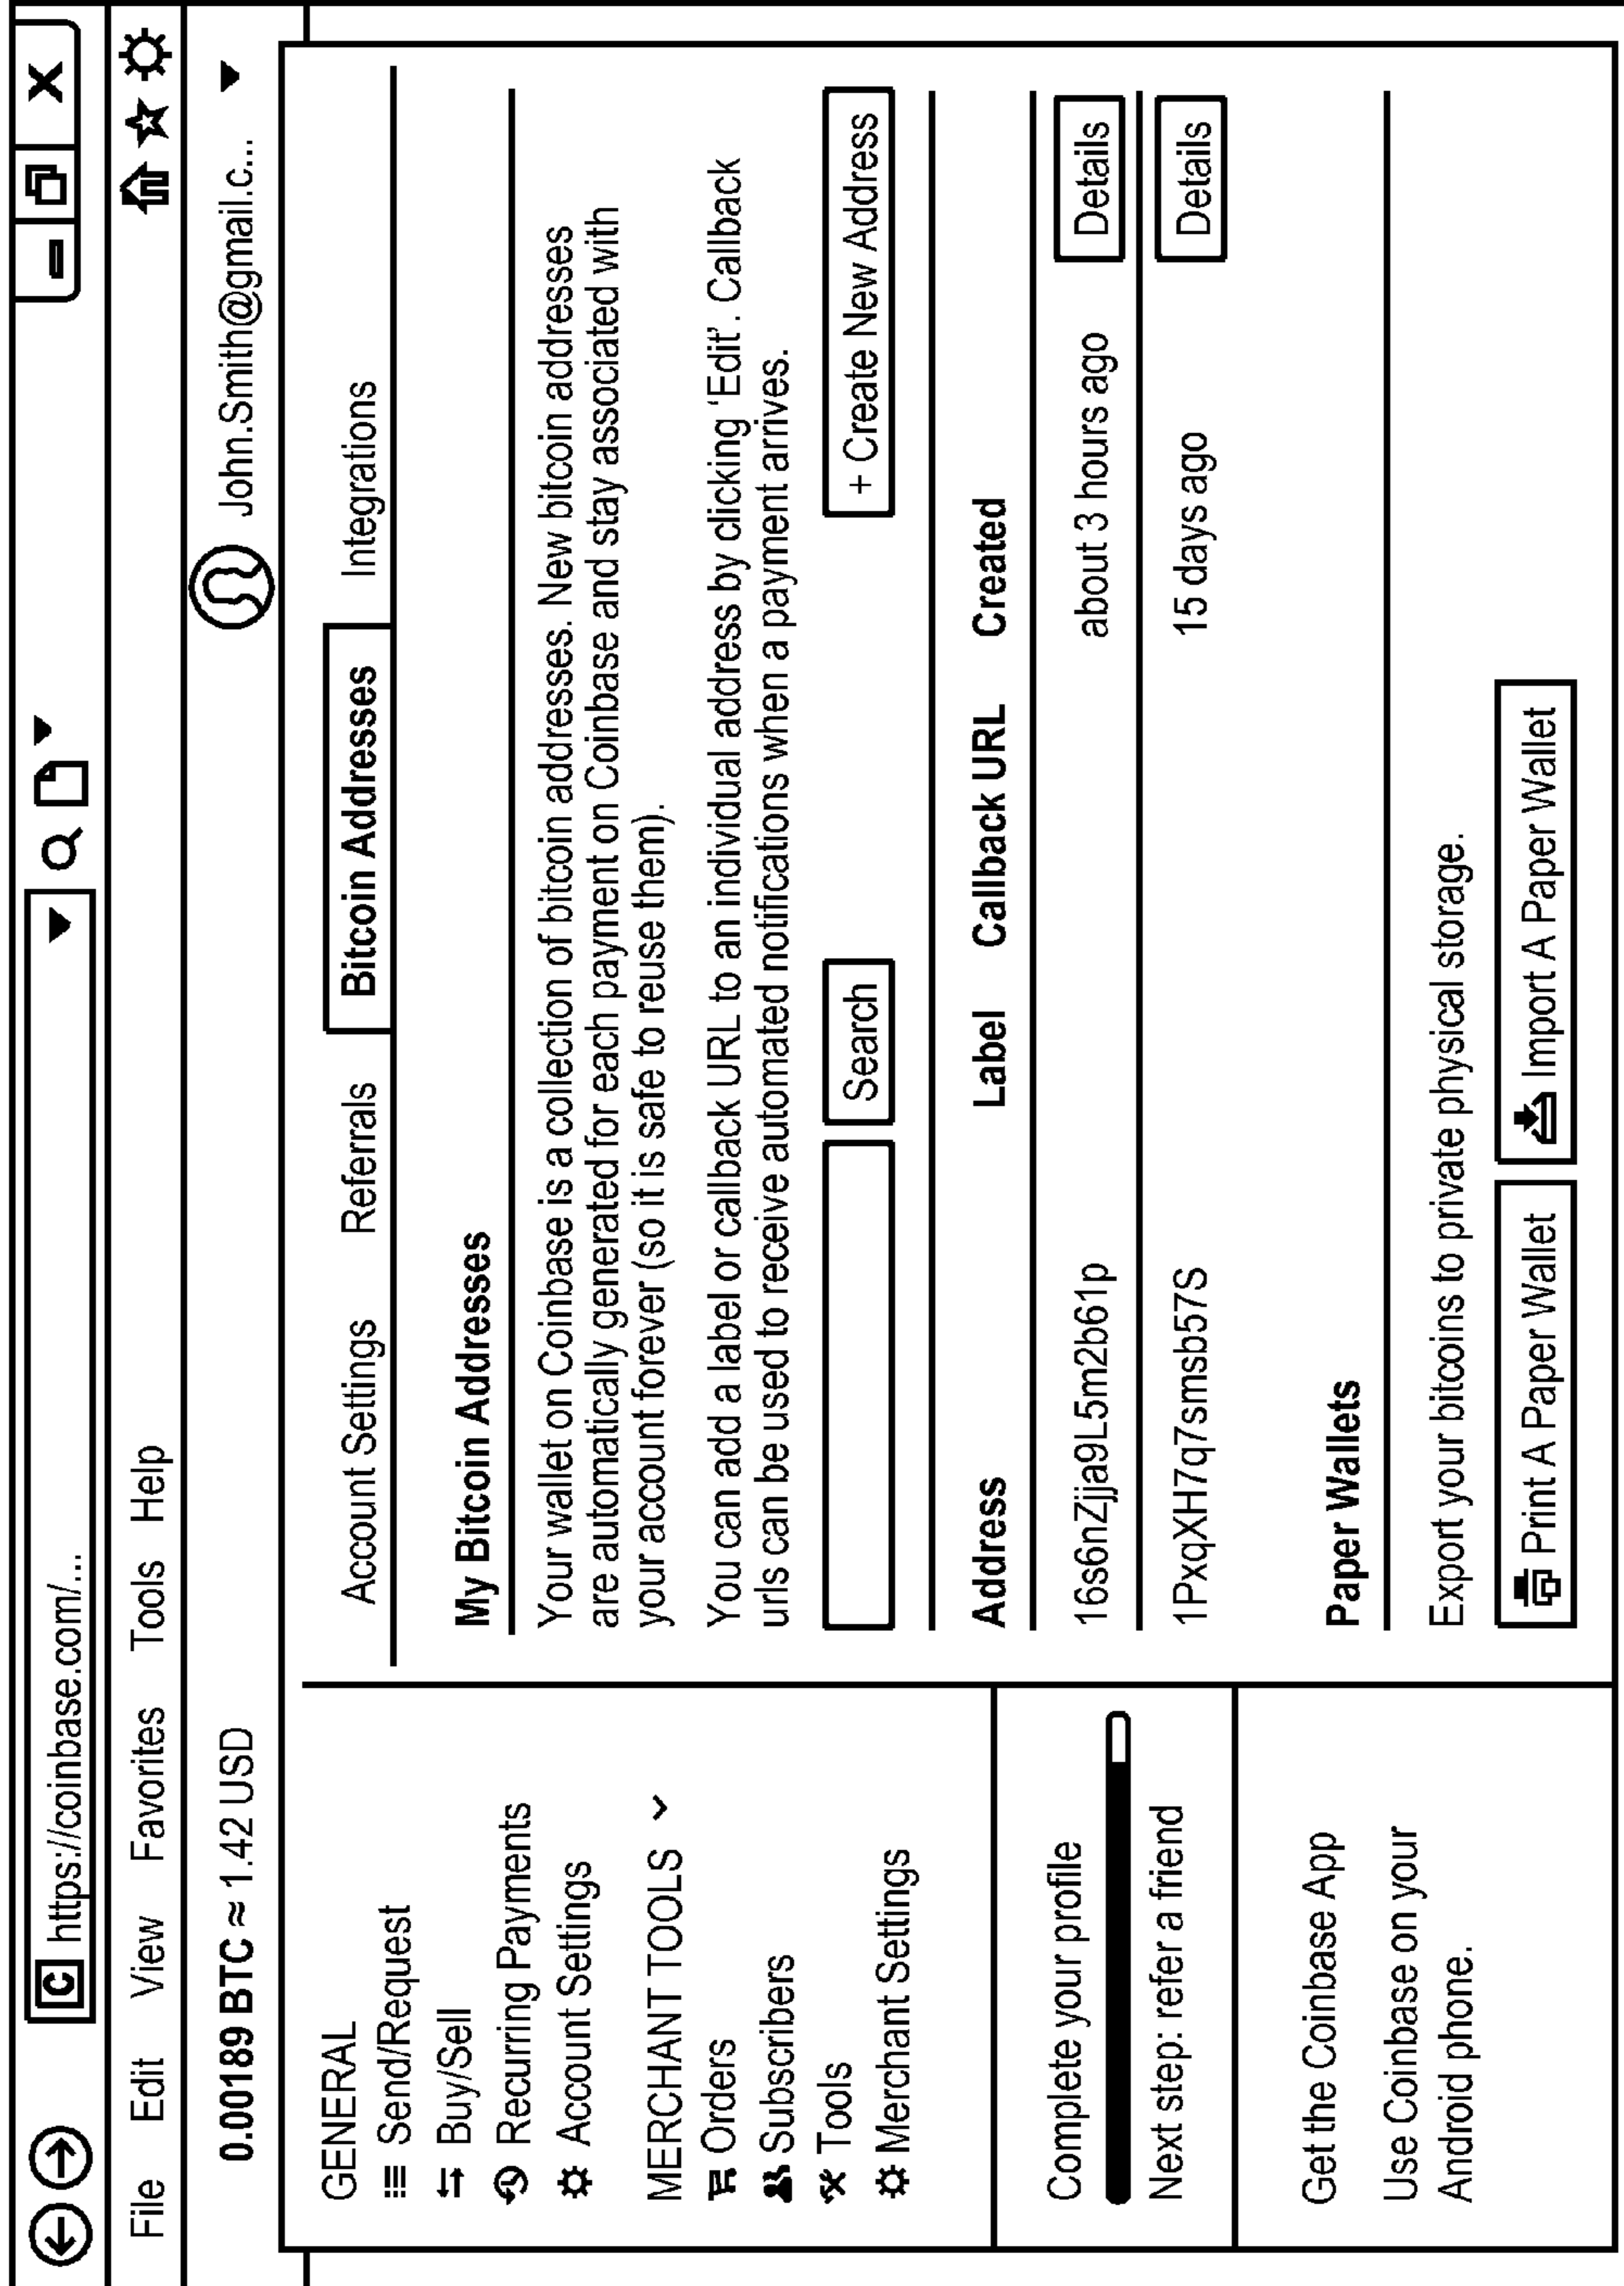 https://coinbase.com/...
X
File Edit View Favorites Tools Help
0.00189 BTC ≈ 1.42 USD
John.Smith@gmail.c...
GENERAL
Send/Request
Buy/Sell
Recurring Payments
Account Settings
MERCHANT TOOLS
Orders
Subscribers
Tools
Merchant Settings
Complete your profile
Next step: refer a friend
Get the Coinbase App
Use Coinbase on your
Android phone.
Account Settings Referrals Bitcoin Addresses Integrations
My Bitcoin Addresses
Your wallet on Coinbase is a collection of bitcoin addresses. New bitcoin addresses
are automatically generated for each payment on Coinbase and stay associated with
your account forever (so it is safe to reuse them).
You can add a label or callback URL to an individual address by clicking ‘Edit’. Callback
urls can be used to receive automated notifications when a payment arrives.
Search + Create New Address
Address Label Callback URL Created
16s6nZjja9L5m2b61p about 3 hours ago Details
1PxqXH7q7smsb57S 15 days ago Details
Paper Wallets
Export your bitcoins to private physical storage.
Print A Paper Wallet Import A Paper Wallet